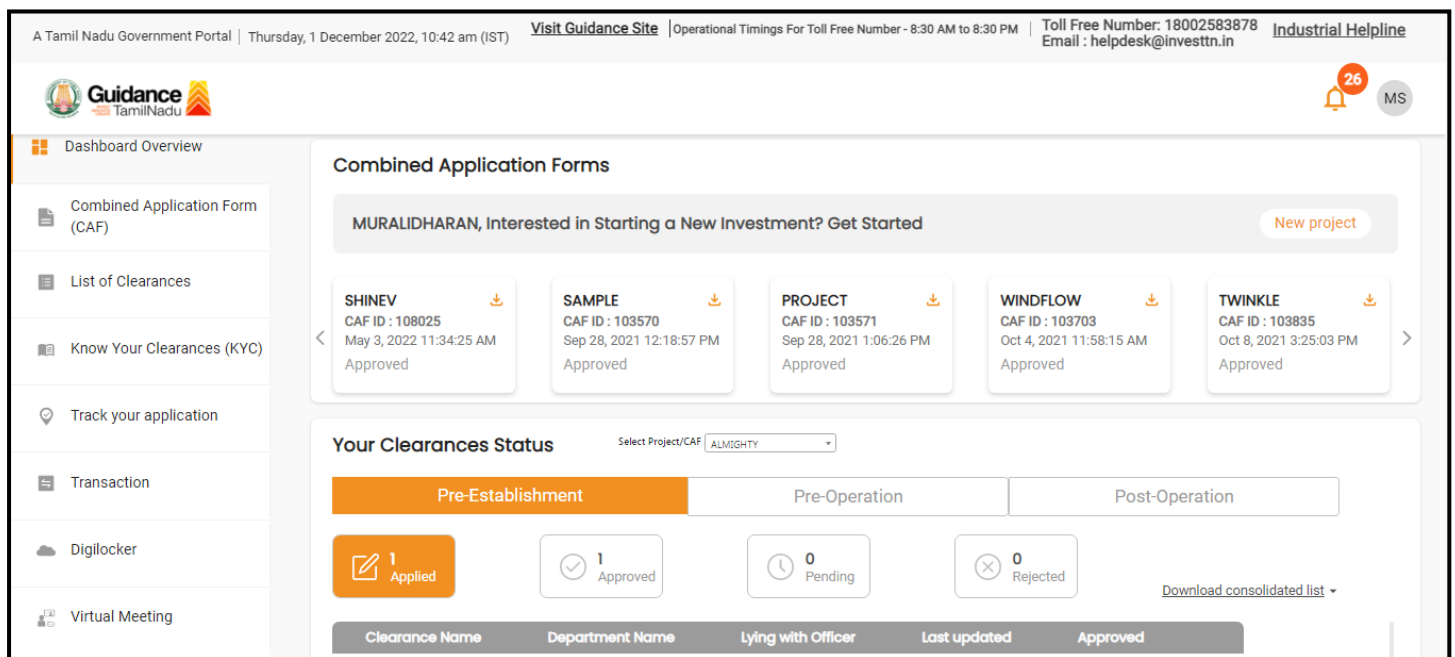 A Tamil Nadu Government Portal | Thursday, 1 December 2022, 10:42 am (IST)
Visit Guidance Site | Operational Timings For Toll Free Number - 8:30 AM to 8:30 PM | Toll Free Number: 18002583878
Email : helpdesk@investtn.in
Industrial Helpline
Guidance
TamilNadu
26
MS
Dashboard Overview
Combined Application Form
(CAF)
List of Clearances
Know Your Clearances (KYC)
Track your application
Transaction
Digilocker
Virtual Meeting
Combined Application Forms
MURALIDHARAN, Interested in Starting a New Investment? Get Started
New project
SHINEV
CAF ID : 108025
May 3, 2022 11:34:25 AM
Approved
SAMPLE
CAF ID : 103570
Sep 28, 2021 12:18:57 PM
Approved
PROJECT
CAF ID : 103571
Sep 28, 2021 1:06:26 PM
Approved
WINDFLOW
CAF ID : 103703
Oct 4, 2021 11:58:15 AM
Approved
TWINKLE
CAF ID : 103835
Oct 8, 2021 3:25:03 PM
Approved
Your Clearances Status
Select Project/CAF ALMIGHTY
Pre-Establishment
Pre-Operation
Post-Operation
1
Applied
1
Approved
0
Pending
0
Rejected
Download consolidated list
Clearance Name Department Name Lying with Officer Last updated Approved